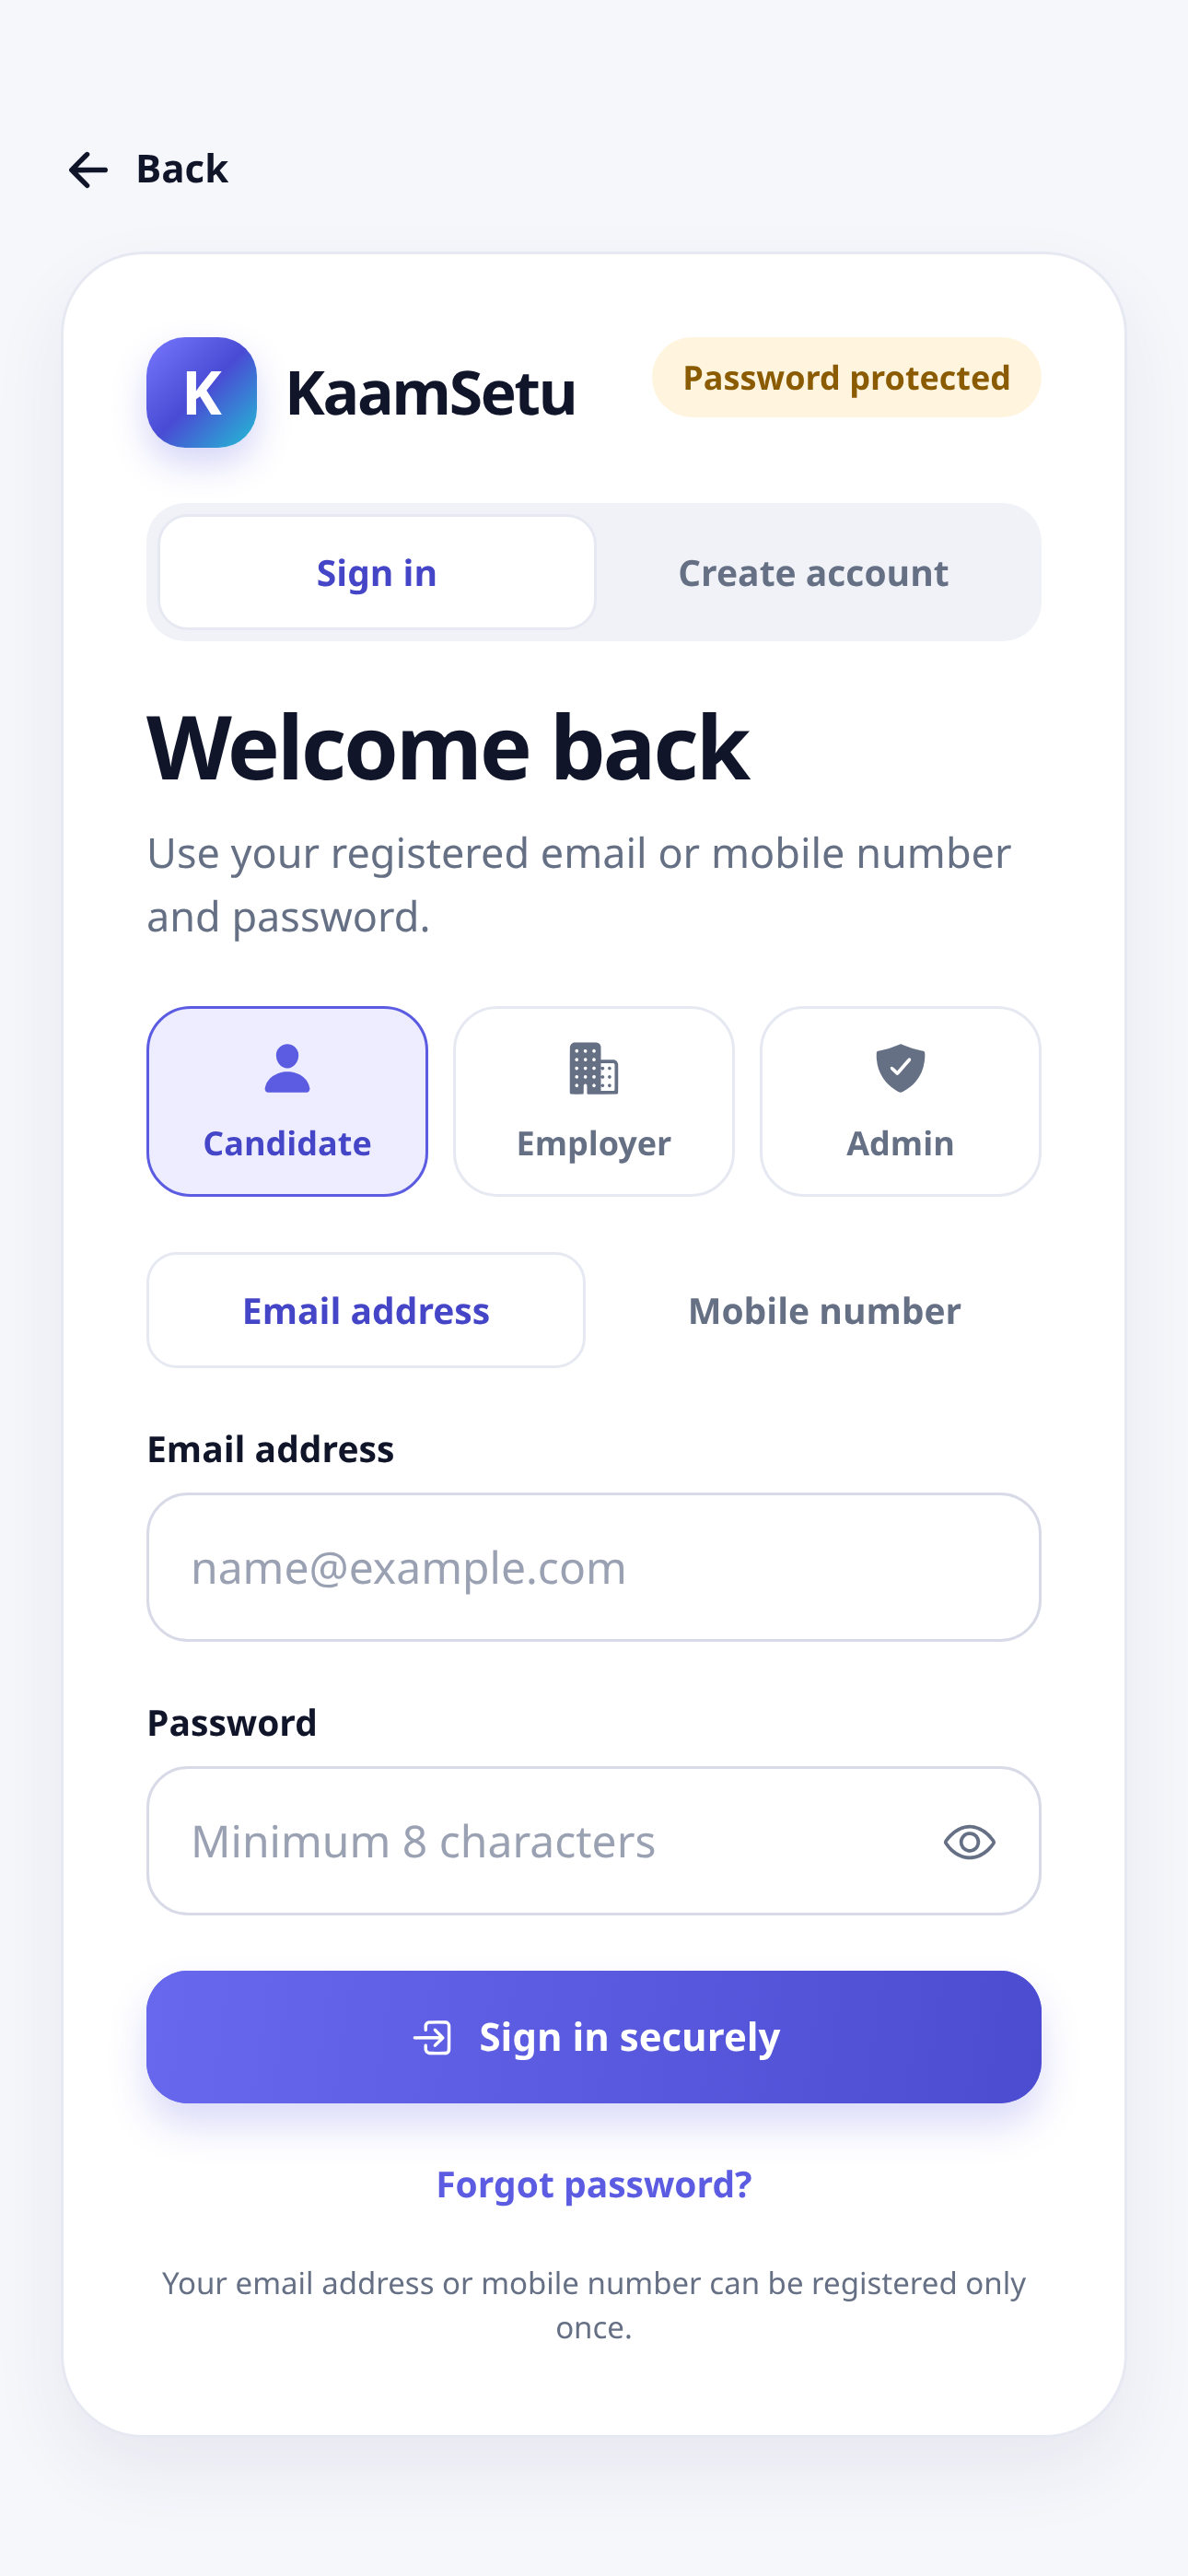 Back
K
KaamSetu
Password protected
Sign in
Create account
Welcome back
Use your registered email or mobile number
and password.
Candidate
Employer
Admin
Email address
Mobile number
Email address
name@example.com
Password
Minimum 8 characters
Sign in securely
Forgot password?
Your email address or mobile number can be registered only
once.